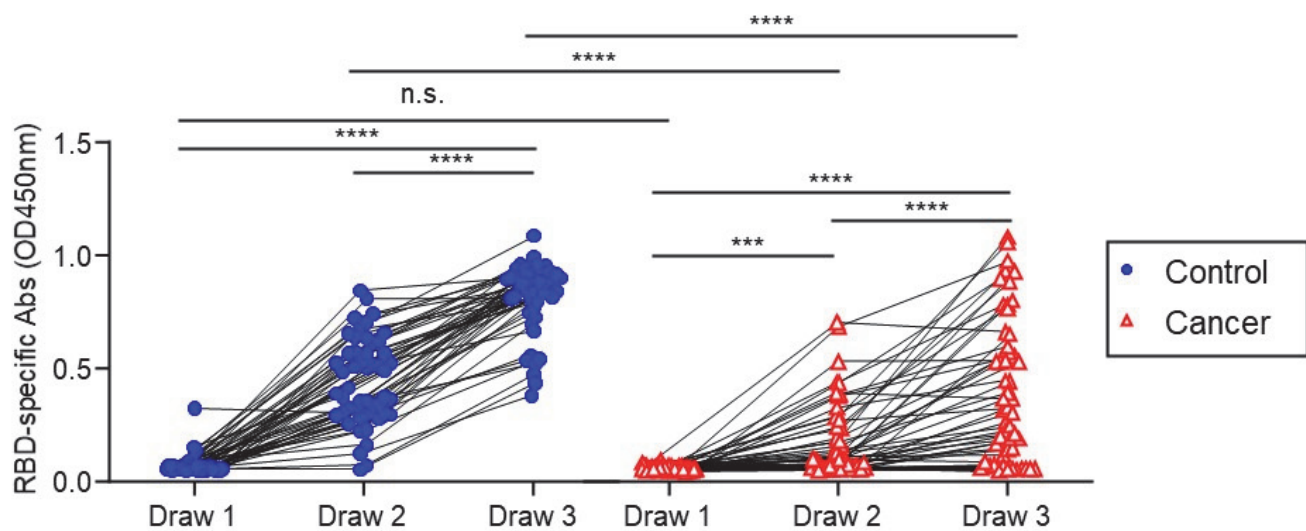 ****
****
n.s.
****
****
****
****
***
RBD-specific Abs (OD450nm)
1.5
1.0
0.5
0.0
Draw 1 Draw 2 Draw 3 Draw 1 Draw 2 Draw 3
Control
Cancer